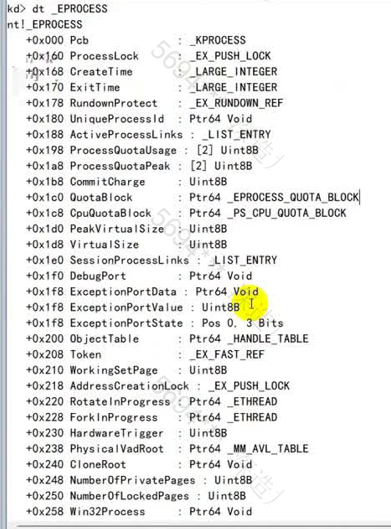 kd> dt _EPROCESS
nt!_EPROCESS
+0x000 Pcb : _KPROCESS
+0x160 ProcessLock : _EX_PUSH_LOCK
+0x168 CreateTime : _LARGE_INTEGER
+0x170 ExitTime : _LARGE_INTEGER
+0x178 RundownProtect : _EX_RUNDOWN_REF
+0x180 UniqueProcessId : Ptr64 Void
+0x188 ActiveProcessLinks : _LIST_ENTRY
+0x198 ProcessQuotaUsage : [2] Uint8B
+0x1a8 ProcessQuotaPeak : [2] Uint8B
+0x1b8 CommitCharge : Uint8B
+0x1c0 QuotaBlock : Ptr64 _EPROCESS_QUOTA_BLOCK
+0x1c8 CpuQuotaBlock : Ptr64 _PS_CPU_QUOTA_BLOCK
+0x1d0 PeakVirtualSize : Uint8B
+0x1d8 VirtualSize : Uint8B
+0x1e0 SessionProcessLinks : _LIST_ENTRY
+0x1f0 DebugPort : Ptr64 Void
+0x1f8 ExceptionPortData : Ptr64 Void
+0x1f8 ExceptionPortValue : Uint8B
+0x1f8 ExceptionPortState : Pos 0, 3 Bits
+0x200 ObjectTable : Ptr64 _HANDLE_TABLE
+0x208 Token : _EX_FAST_REF
+0x210 WorkingSetPage : Uint8B
+0x218 AddressCreationLock : _EX_PUSH_LOCK
+0x220 RotateInProgress : Ptr64 _ETHREAD
+0x228 ForkInProgress : Ptr64 _ETHREAD
+0x230 HardwareTrigger : Uint8B
+0x238 PhysicalVadRoot : Ptr64 _MM_AVL_TABLE
+0x240 CloneRoot : Ptr64 Void
+0x248 NumberOfPrivatePages : Uint8B
+0x250 NumberOfLockedPages : Uint8B
+0x258 Win32Process : Ptr64 Void